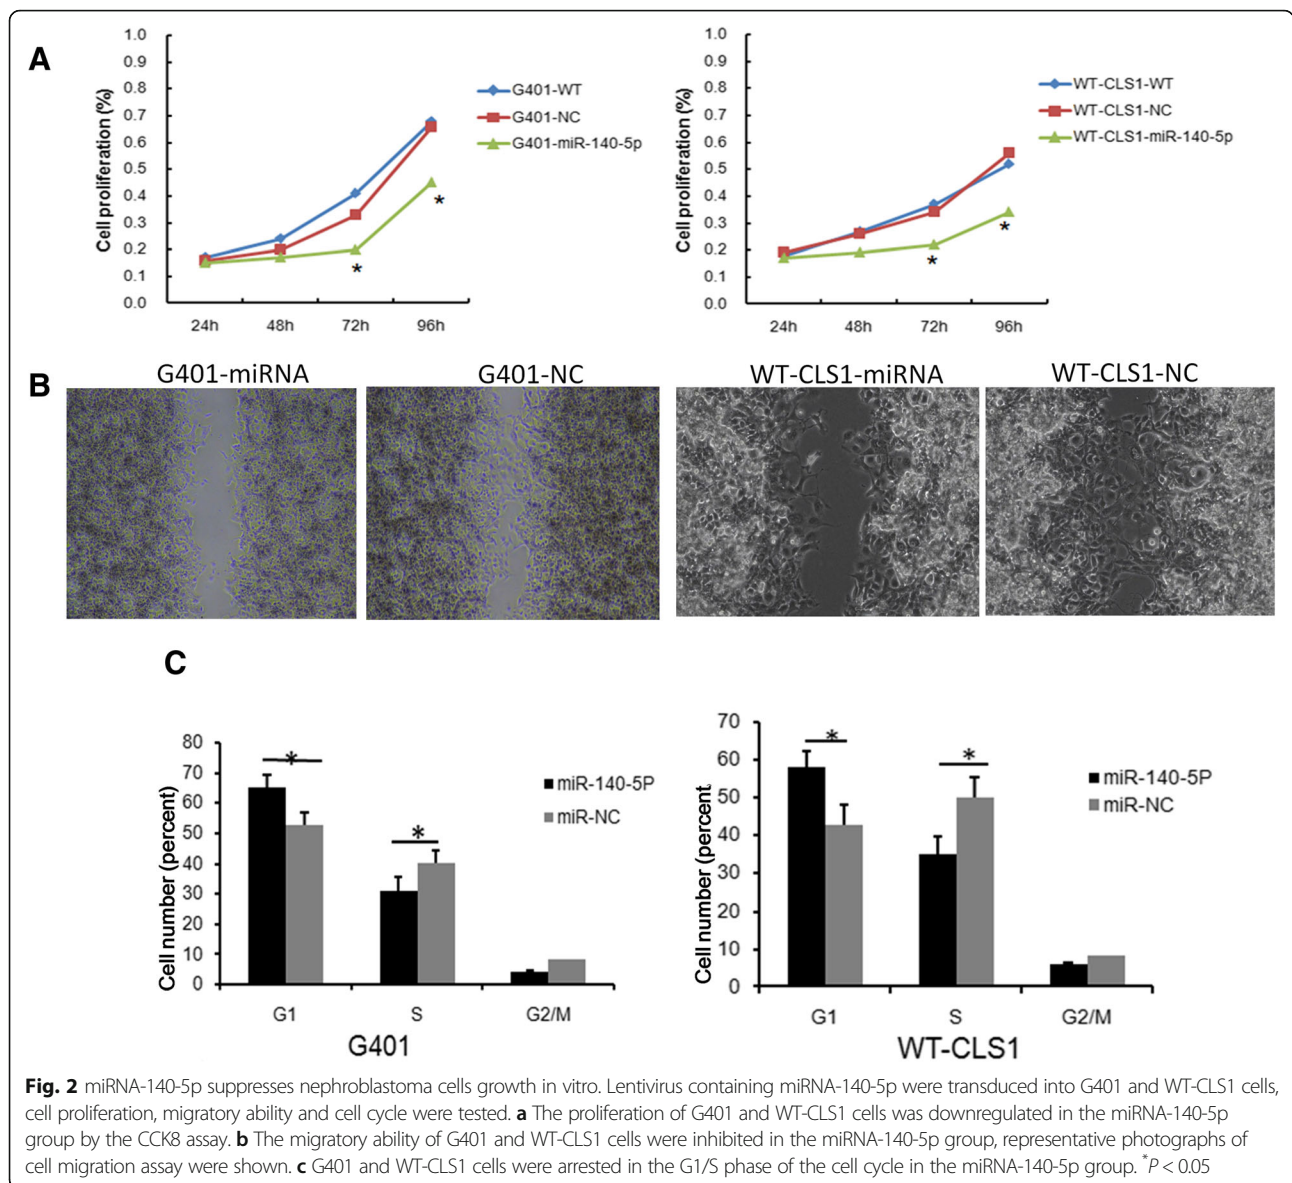 A
1.0
0.9
0.8
0.7
0.6
0.5
0.4
0.3
0.2
0.1
0.0
Cell proliferation (%)
24h 48h 72h 96h
G401-WT
G401-NC
G401-miR-140-5p
*
*
1.0
0.9
0.8
0.7
0.6
0.5
0.4
0.3
0.2
0.1
0.0
Cell proliferation (%)
24h 48h 72h 96h
WT-CLS1-WT
WT-CLS1-NC
WT-CLS1-miR-140-5p
*
*
B
G401-miRNA G401-NC WT-CLS1-miRNA WT-CLS1-NC
C
80
70
60
50
40
30
20
10
0
Cell number (percent)
*
*
miR-140-5P
miR-NC
G1 S G2/M
G401
70
60
50
40
30
20
10
0
Cell number (percent
*
*
miR-140-5P
miR-NC
G1 S G2/M
WT-CLS1
Fig. 2 miRNA-140-5p suppresses nephroblastoma cells growth in vitro. Lentivirus containing miRNA-140-5p were transduced into G401 and WT-CLS1 cells,
cell proliferation, migratory ability and cell cycle were tested. a The proliferation of G401 and WT-CLS1 cells was downregulated in the miRNA-140-5p
group by the CCK8 assay. b The migratory ability of G401 and WT-CLS1 cells were inhibited in the miRNA-140-5p group, representative photographs of
cell migration assay were shown. c G401 and WT-CLS1 cells were arrested in the G1/S phase of the cell cycle in the miRNA-140-5p group. *P < 0.05